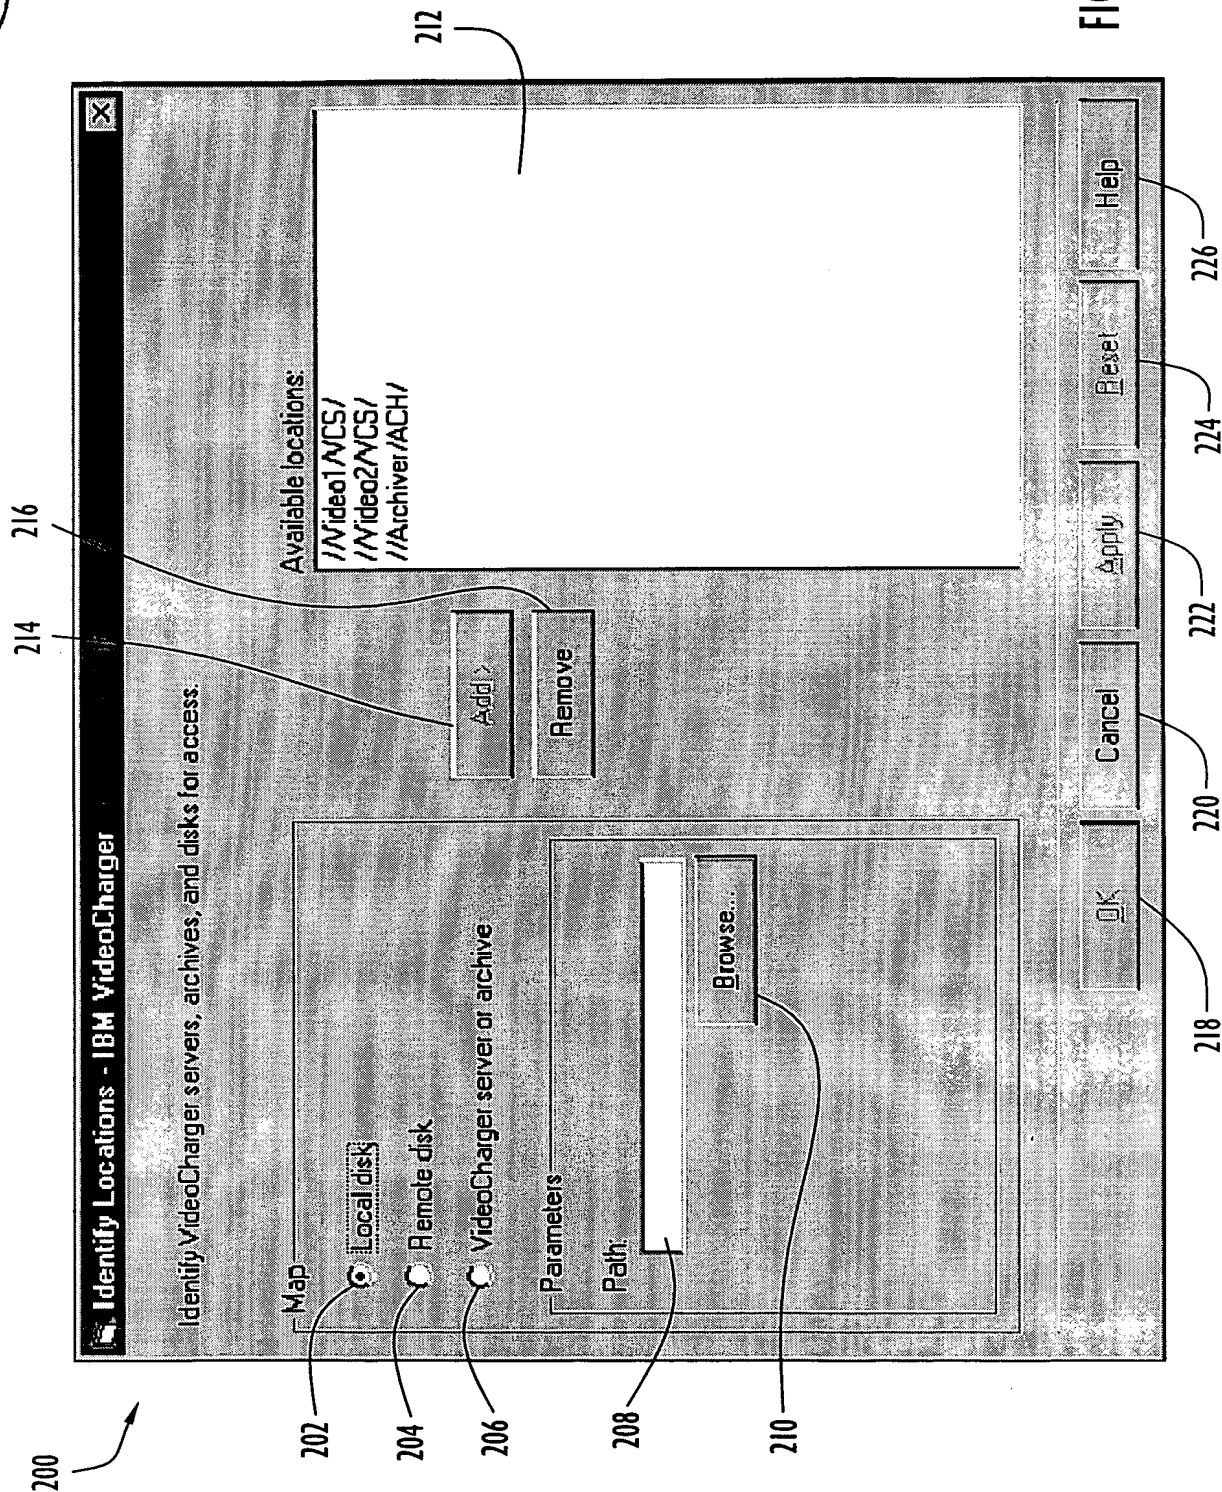 200
Identify Locations - IBM VideoCharger
Identify VideoCharger servers, archives, and disks for access:
Map
Local disk
Remote disk
VideoCharger server or archive
Parameters
Path:
Browse...
Add >
Remove
Available locations:
//Video1/VCS/
//Video2/VCS/
//Archiver/ACH/
OK
Cancel
Apply
Reset
Help
202
204
206
208
210
214
216
212
218
220
222
224
226